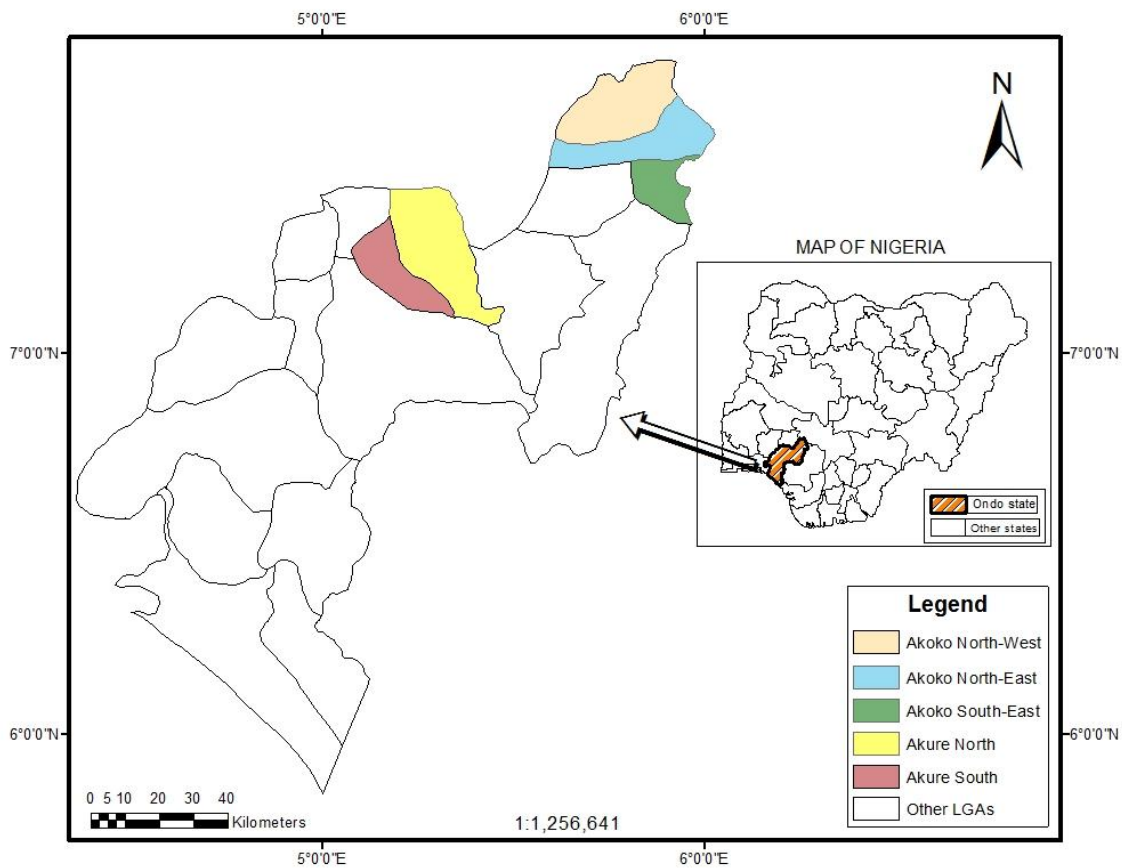 5°0'0"E 6°0'0"E
N
MAP OF NIGERIA
7°0'0"N 7°0'0"N
Ondo state
Other states
Legend
Akoko North-West
Akoko North-East
Akoko South-East
Akure North
Akure South
Other LGAs
6°0'0"N 6°0'0"N
0 5 10 20 30 40
Kilometers
1:1,256,641
5°0'0"E 6°0'0"E